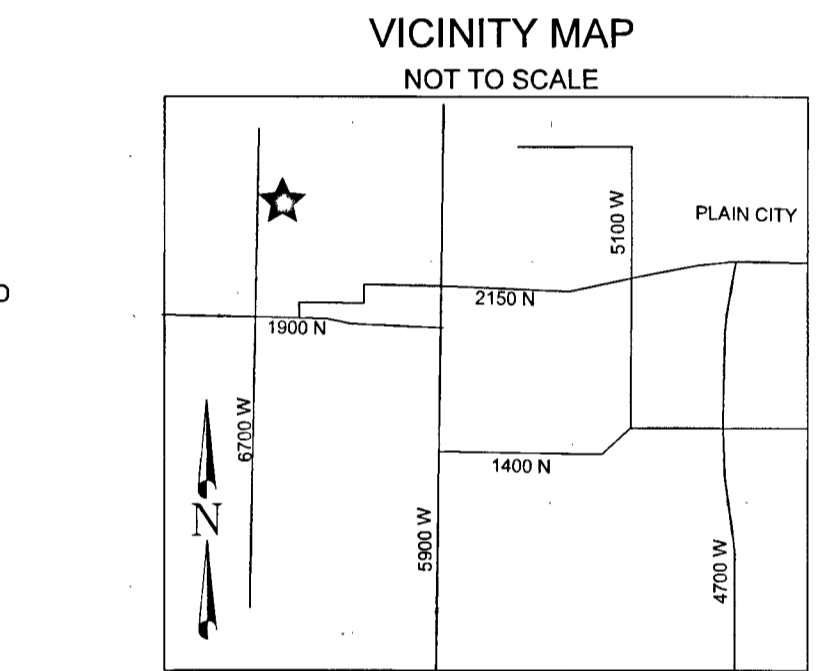 VICINITY MAP
NOT TO SCALE
5100 W
PLAIN CITY
2150 N
1900 N
6700 W
1400 N
N
5900 W
4700 W